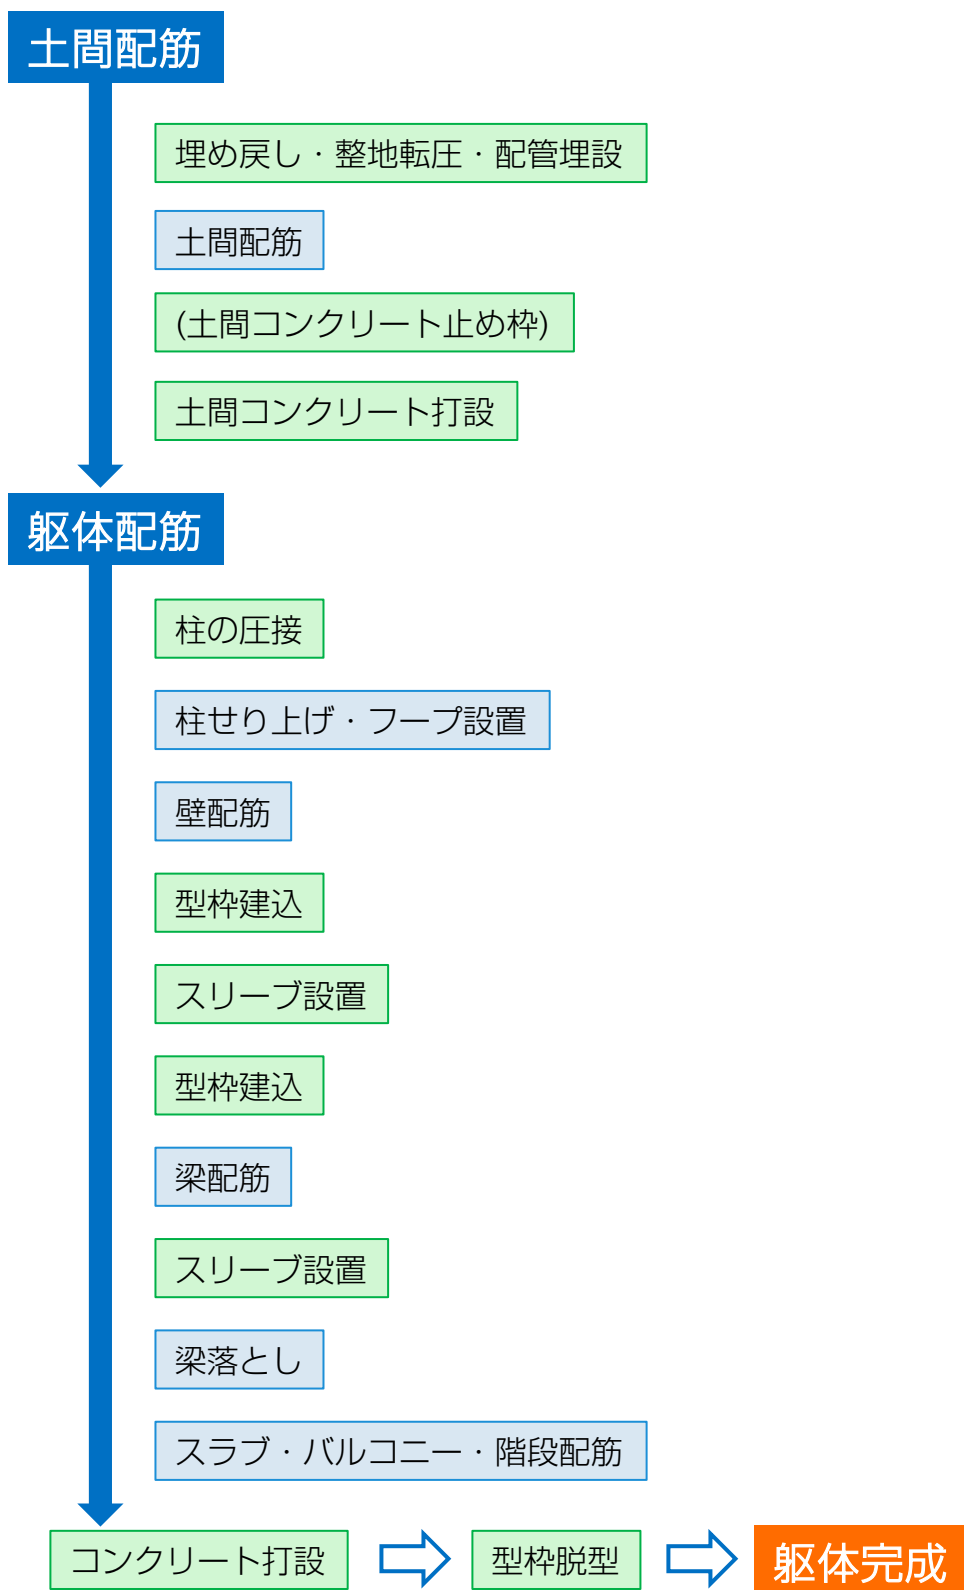 土間配筋
埋め戻し・整地転圧・配管埋設
土間配筋
(土間コンクリート止め枠)
土間コンクリート打設
躯体配筋
柱の圧接
柱せり上げ・フープ設置
壁配筋
型枠建込
スリーブ設置
型枠建込
梁配筋
スリーブ設置
梁落とし
スラブ・バルコニー・階段配筋
コンクリート打設
型枠脱型
躯体完成